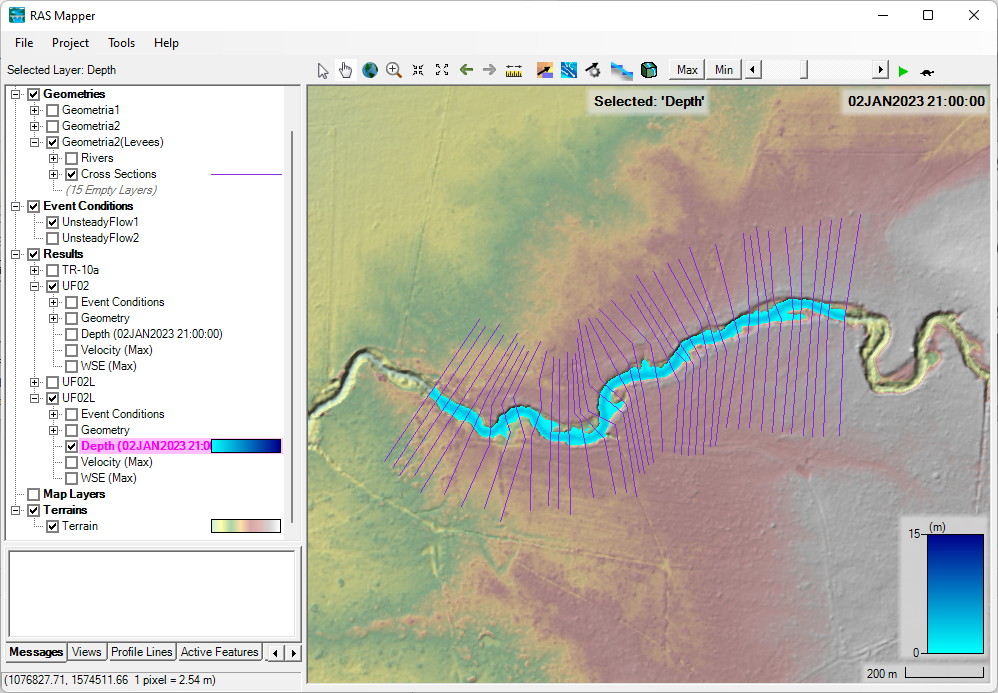 RAS Mapper
File Project Tools Help
Selected Layer: Depth
Max Min
Geometries
Geometria1
Geometria2
Geometria2(Levees)
Rivers
Cross Sections
(15 Empty Layers)
Event Conditions
UnsteadyFlow1
UnsteadyFlow2
Results
TR-10a
UF02
Event Conditions
Geometry
Depth (02JAN2023 21:00:00)
Velocity (Max)
WSE (Max)
UF02L
UF02L
Event Conditions
Geometry
Depth (02JAN2023 21:0
Velocity (Max)
WSE (Max)
Map Layers
Terrains
Terrain
Selected: 'Depth'
02JAN2023 21:00:00
(m)
15
0
200 m
Messages Views Profile Lines Active Features
(1076827.71, 1574511.66 1 pixel = 2.54 m)